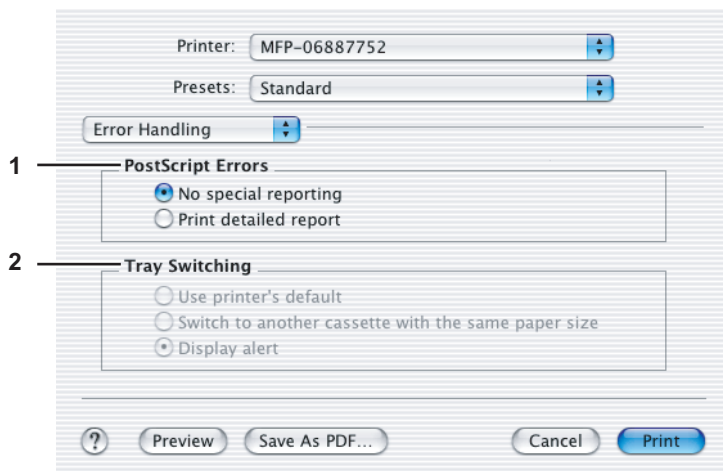 Printer: MFP-06887752
Presets: Standard
Error Handling
1
PostScript Errors
No special reporting
Print detailed report
2
Tray Switching
Use printer's default
Switch to another cassette with the same paper size
Display alert
? Preview Save As PDF... Cancel Print